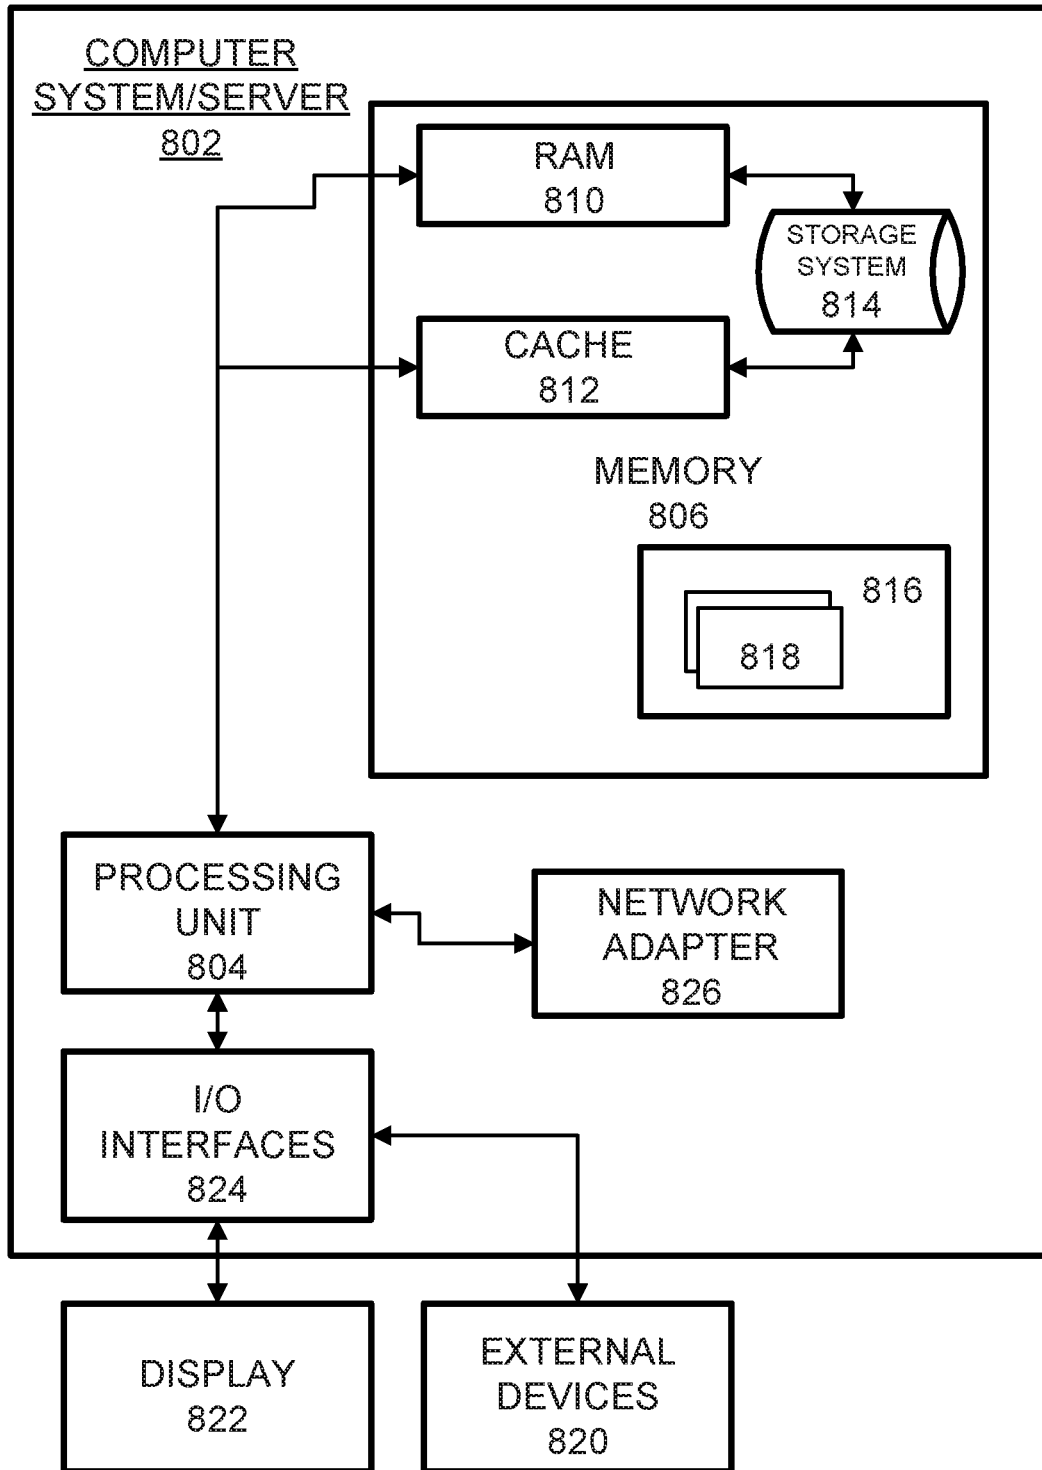 COMPUTER
SYSTEM/SERVER
802
RAM
810
STORAGE
SYSTEM
814
CACHE
812
MEMORY
806
816
818
PROCESSING
UNIT
804
NETWORK
ADAPTER
826
I/O
INTERFACES
824
DISPLAY
822
EXTERNAL
DEVICES
820